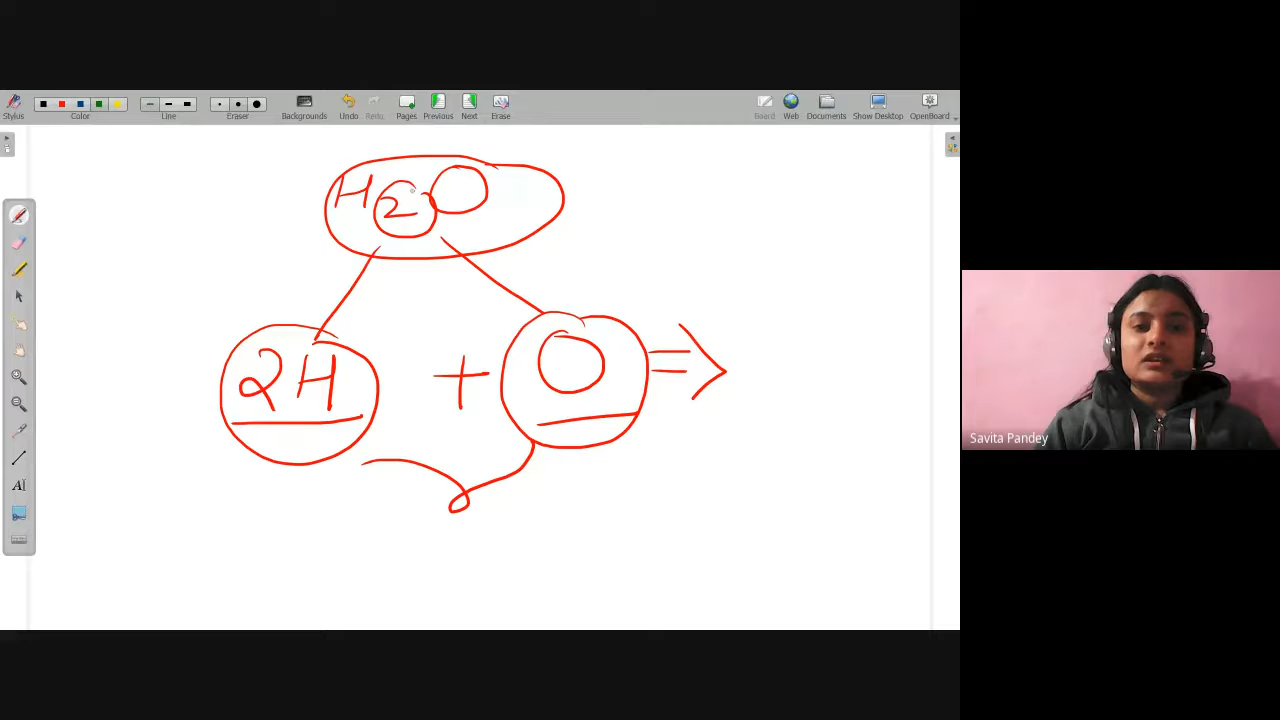 Stylus Color Line Eraser Backgrounds Undo Redo Pages Previous Next Erase Board Web Documents Show Desktop OpenBoard
H2O
2H + O ⇒
AI
Savita Pandey